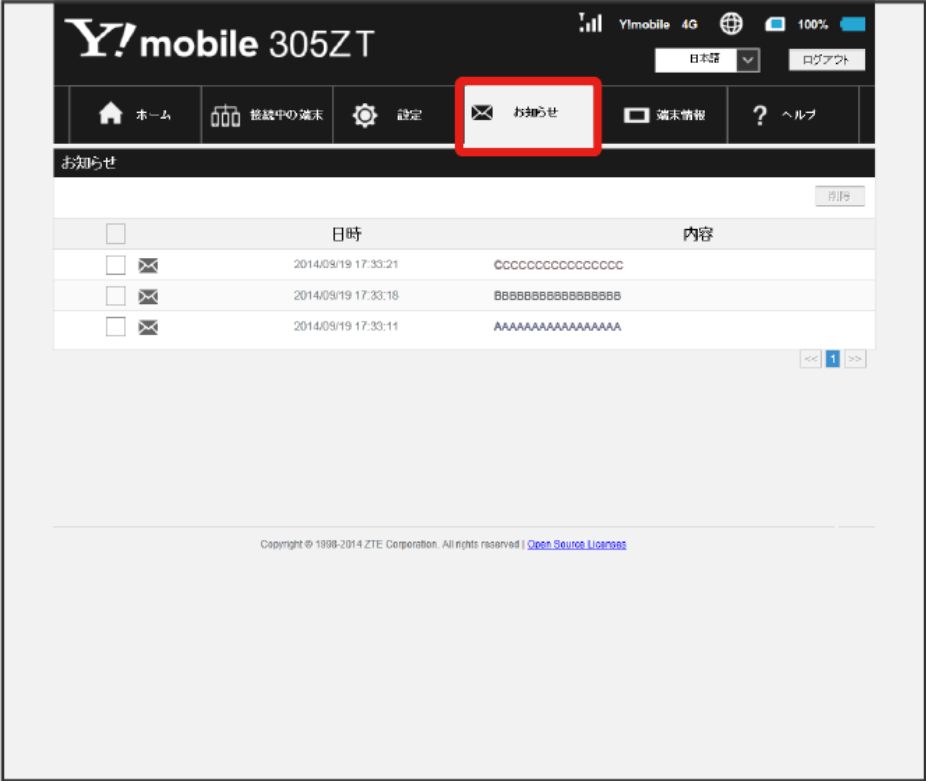 Y!mobile 4G 100%
Y! mobile 305ZT
日本語 ログアウト
ホーム 接続中の端末 設定 お知らせ 端末情報 ? ヘルプ
お知らせ
削除
日時 内容
2014/09/19 17:33:21 CCCCCCCCCCCCCCCCC
2014/09/19 17:33:18 BBBBBBBBBBBBBBBBB
2014/09/19 17:33:11 AAAAAAAAAAAAAAAAA
<< 1 >>
Copyright © 1998-2014 ZTE Corporation. All rights reserved | Open Source Licenses